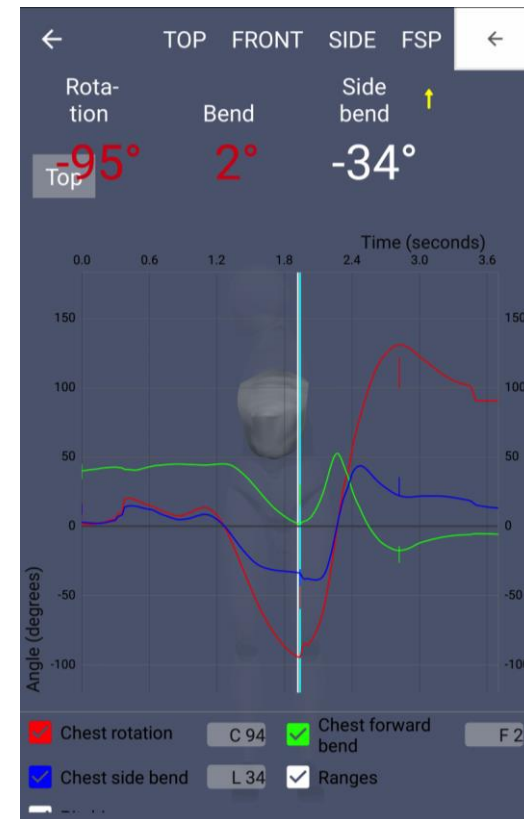 ← TOP FRONT SIDE FSP ←
Rota-
tion
Bend
Side
bend
↑
-95° 2° -34°
Top
Time (seconds)
0.0 0.6 1.2 1.8 2.4 3.0 3.6
150 150
100 100
50 50
0 0
-50 -50
-100 -100
Angle (degrees)
Chest rotation C 94
Chest forward
bend
F 2
Chest side bend L 34
Ranges